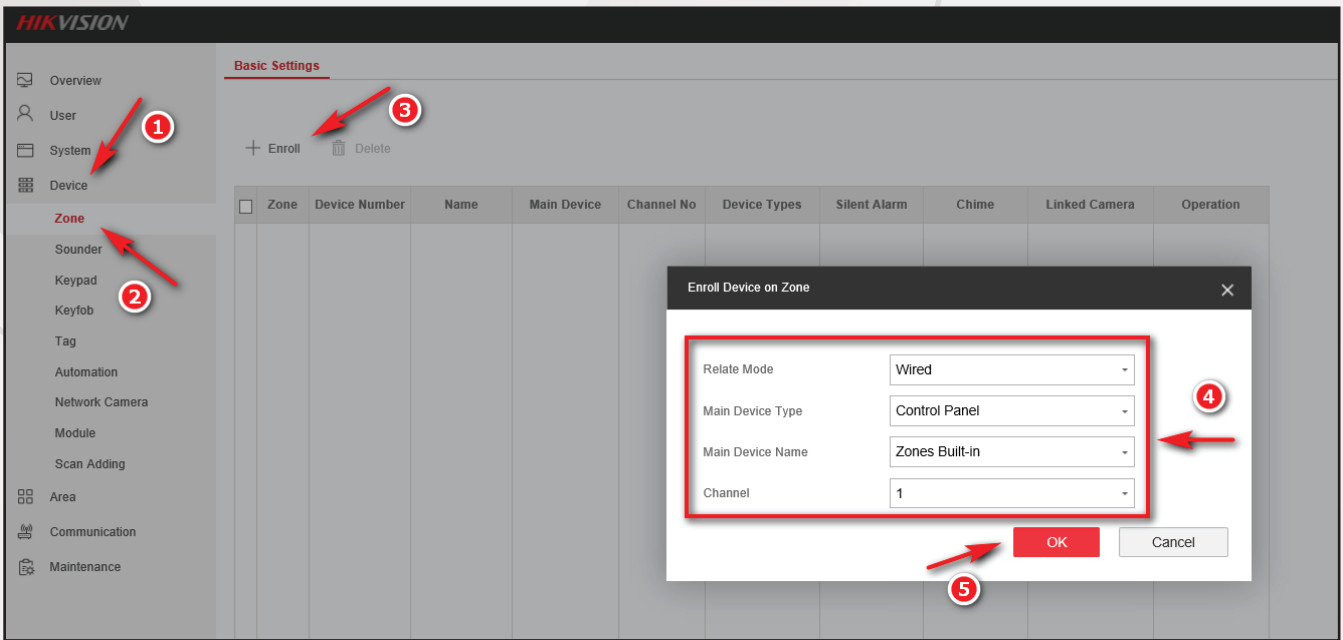 HIKVISION
Basic Settings
Overview
User
1
3
System
+ Enroll
Delete
Device
Zone
Zone Device Number Name Main Device Channel No Device Types Silent Alarm Chime Linked Camera Operation
Sounder
Keypad
2
Keyfob
Tag
Automation
Network Camera
Module
Scan Adding
Area
Communication
Maintenance
Enroll Device on Zone
Relate Mode Wired
Main Device Type Control Panel
4
Main Device Name Zones Built-in
Channel 1
OK Cancel
5